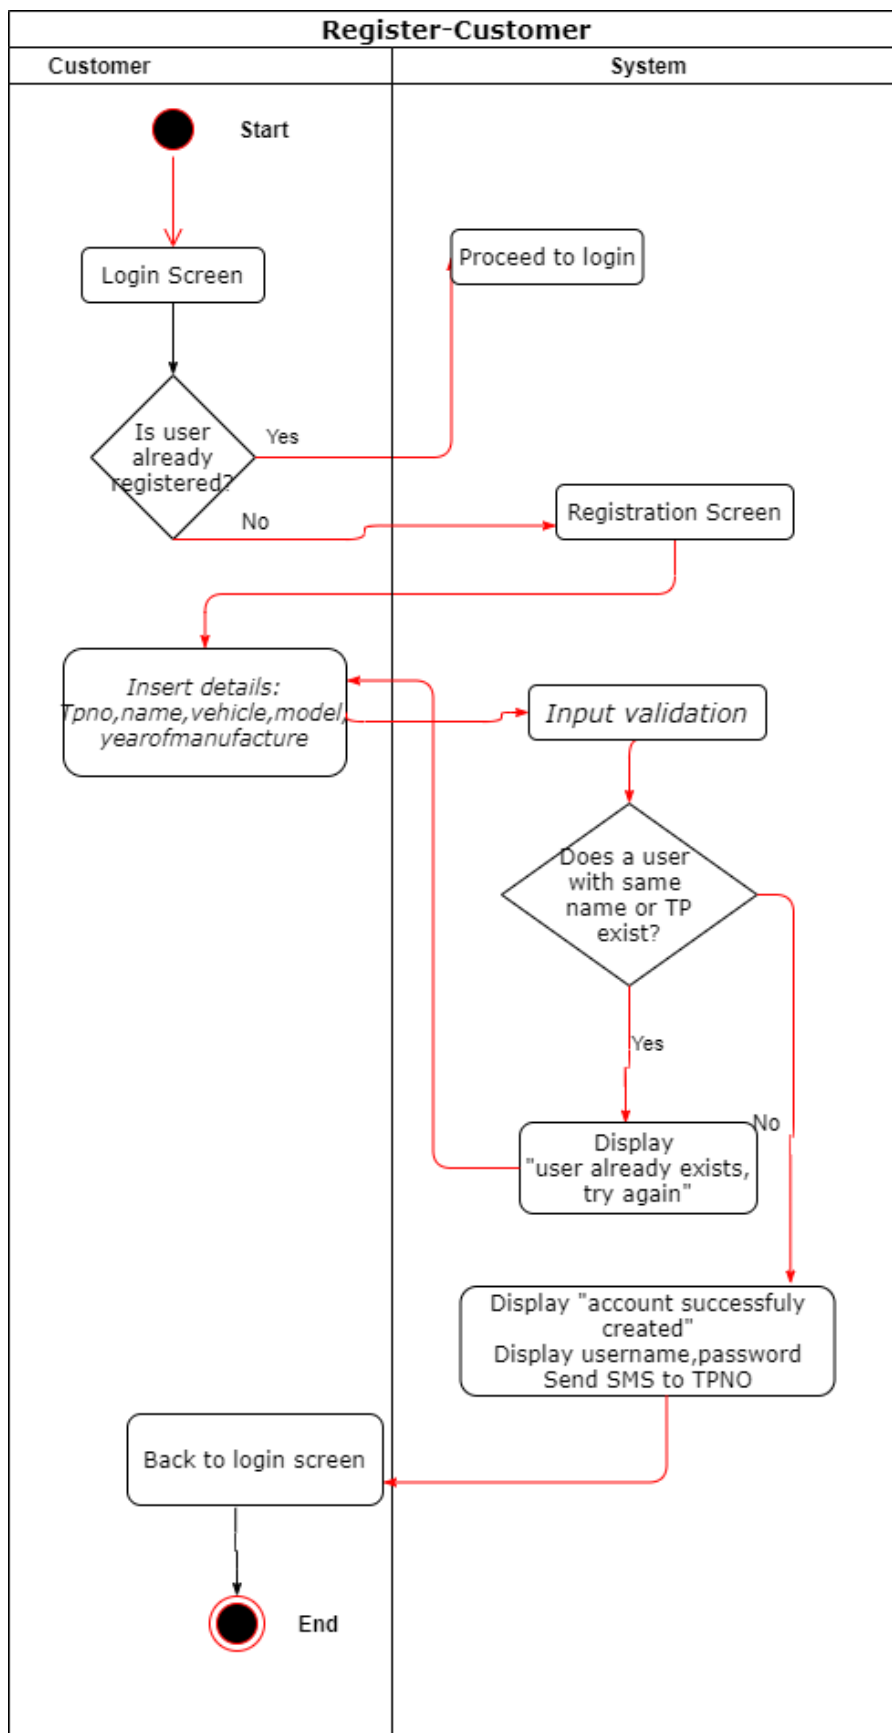 Register-Customer
Customer
System
Start
Login Screen
Proceed to login
Is user
already
registered?
Yes
No
Registration Screen
Insert details:
Tpno,name,vehicle,model,
yearofmanufacture
Input validation
Does a user
with same
name or TP
exist?
Yes
No
Display
"user already exists,
try again"
Display "account successfuly
created"
Display username,password
Send SMS to TPNO
Back to login screen
End